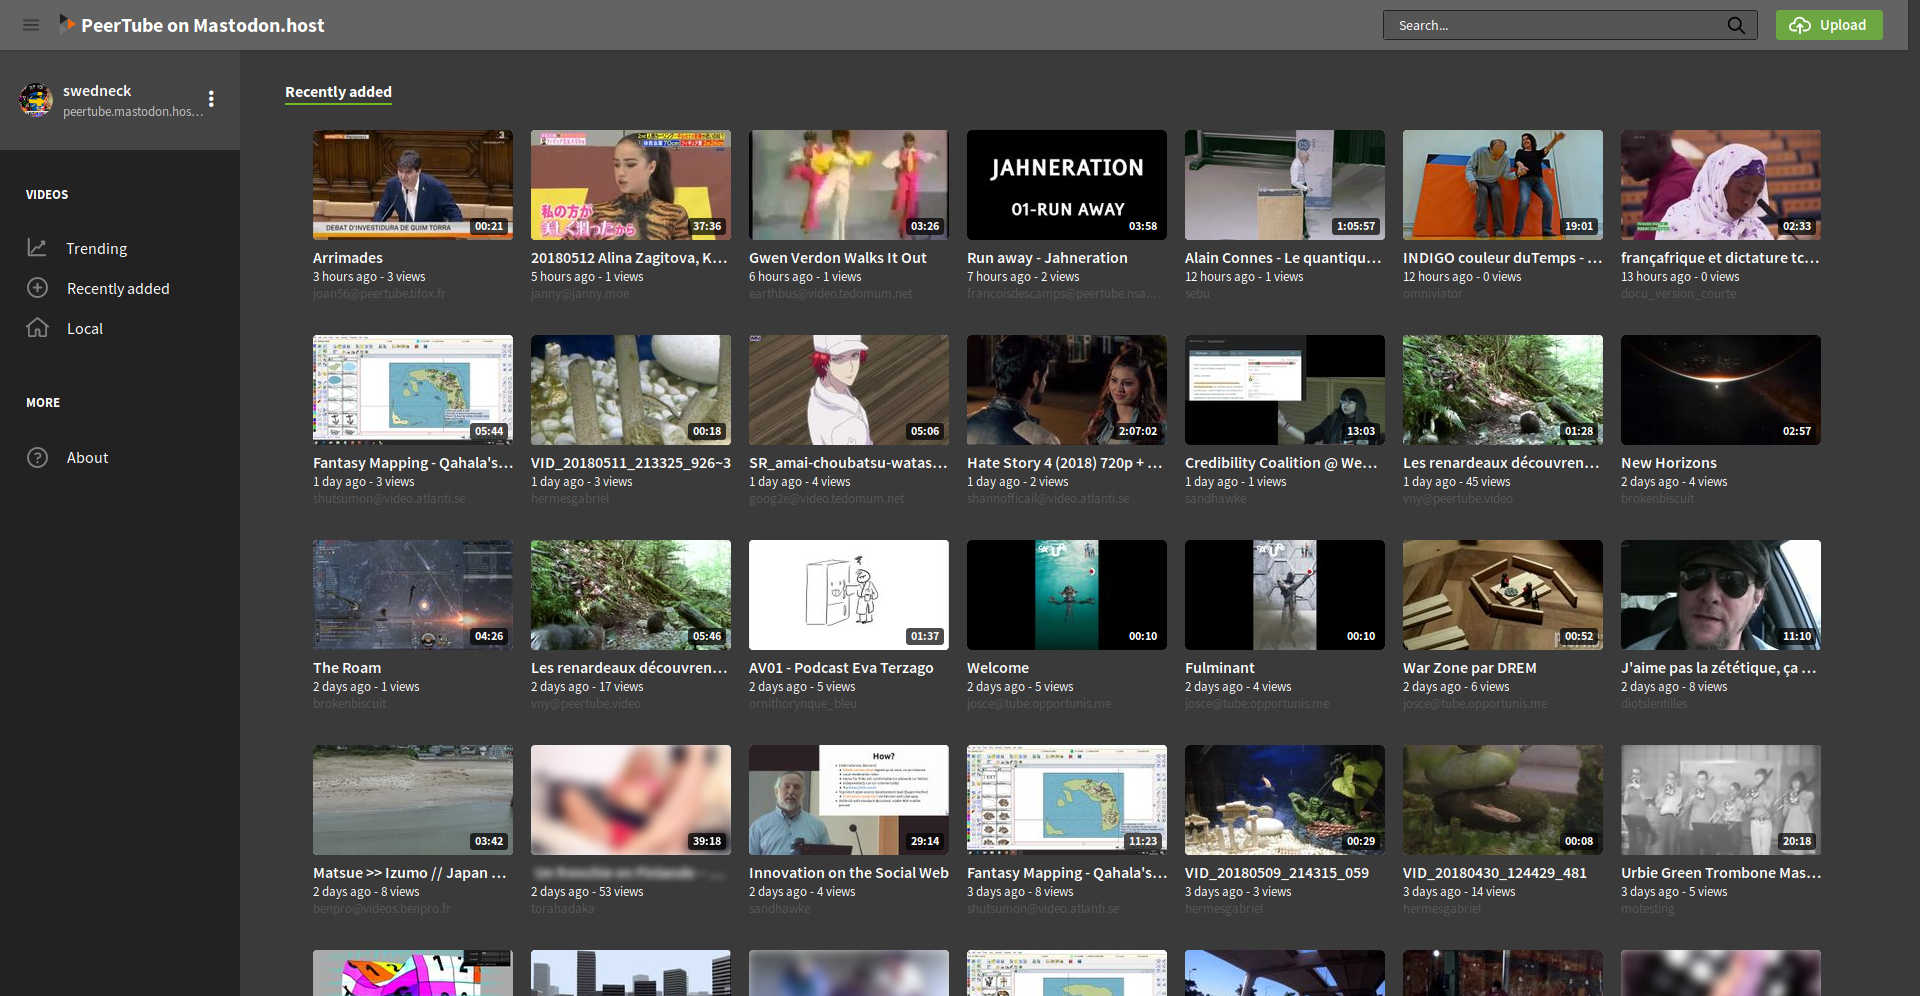 PeerTube on Mastodon.host
Search...
Upload
swedneck
peertube.mastodon.hos...
VIDEOS
Trending
Recently added
Local
MORE
About
Recently added
DEBAT D'INVESTIDURA DE QUIM TORRA
00:21
私の方が
美しく滑ったから
37:36
03:26
JAHNERATION
01-RUN AWAY
03:58
1:05:57
19:01
02:33
Arrimades
3 hours ago - 3 views
joan56@peertube.tifox.fr
20180512 Alina Zagitova, K...
5 hours ago - 1 views
janny@janny.moe
Gwen Verdon Walks It Out
6 hours ago - 1 views
earthbus@video.tedomum.net
Run away - Jahneration
7 hours ago - 2 views
francoisdescamps@peertube.nsa...
Alain Connes - Le quantiqu...
12 hours ago - 1 views
sebu
INDIGO couleur duTemps - ...
12 hours ago - 0 views
omniviator
françafrique et dictature tc...
13 hours ago - 0 views
docu_version_courte
05:44
00:18
05:06
2:07:02
13:03
01:28
02:57
Fantasy Mapping - Qahala's...
1 day ago - 3 views
shutsumon@video.atlanti.se
VID_20180511_213325_926~3
1 day ago - 3 views
hermesgabriel
SR_amai-choubatsu-watas...
1 day ago - 4 views
goog2e@video.tedomum.net
Hate Story 4 (2018) 720p + ...
1 day ago - 2 views
shannofficail@video.atlanti.se
Credibility Coalition @ We...
1 day ago - 1 views
sandhawke
Les renardeaux découvren...
1 day ago - 45 views
vny@peertube.video
New Horizons
2 days ago - 4 views
brokenbiscuit
04:26
05:46
01:37
00:10
00:10
00:52
11:10
The Roam
2 days ago - 1 views
brokenbiscuit
Les renardeaux découvren...
2 days ago - 17 views
vny@peertube.video
AV01 - Podcast Eva Terzago
2 days ago - 5 views
ornithorynque_bleu
Welcome
2 days ago - 5 views
josce@tube.opportunis.me
Fulminant
2 days ago - 4 views
josce@tube.opportunis.me
War Zone par DREM
2 days ago - 6 views
josce@tube.opportunis.me
J'aime pas la zététique, ça ...
2 days ago - 8 views
diotslentilles
03:42
39:18
How?
29:14
11:23
00:29
00:08
20:18
Matsue >> Izumo // Japan ...
2 days ago - 8 views
benpro@videos.benpro.fr
2 days ago - 53 views
torahadaka
Innovation on the Social Web
2 days ago - 4 views
sandhawke
Fantasy Mapping - Qahala's...
3 days ago - 8 views
shutsumon@video.atlanti.se
VID_20180509_214315_059
3 days ago - 3 views
hermesgabriel
VID_20180430_124429_481
3 days ago - 14 views
hermesgabriel
Urbie Green Trombone Mas...
3 days ago - 5 views
motesting